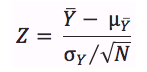 Z = (Ȳ − μ_Ȳ) / (σ_Y/√N)